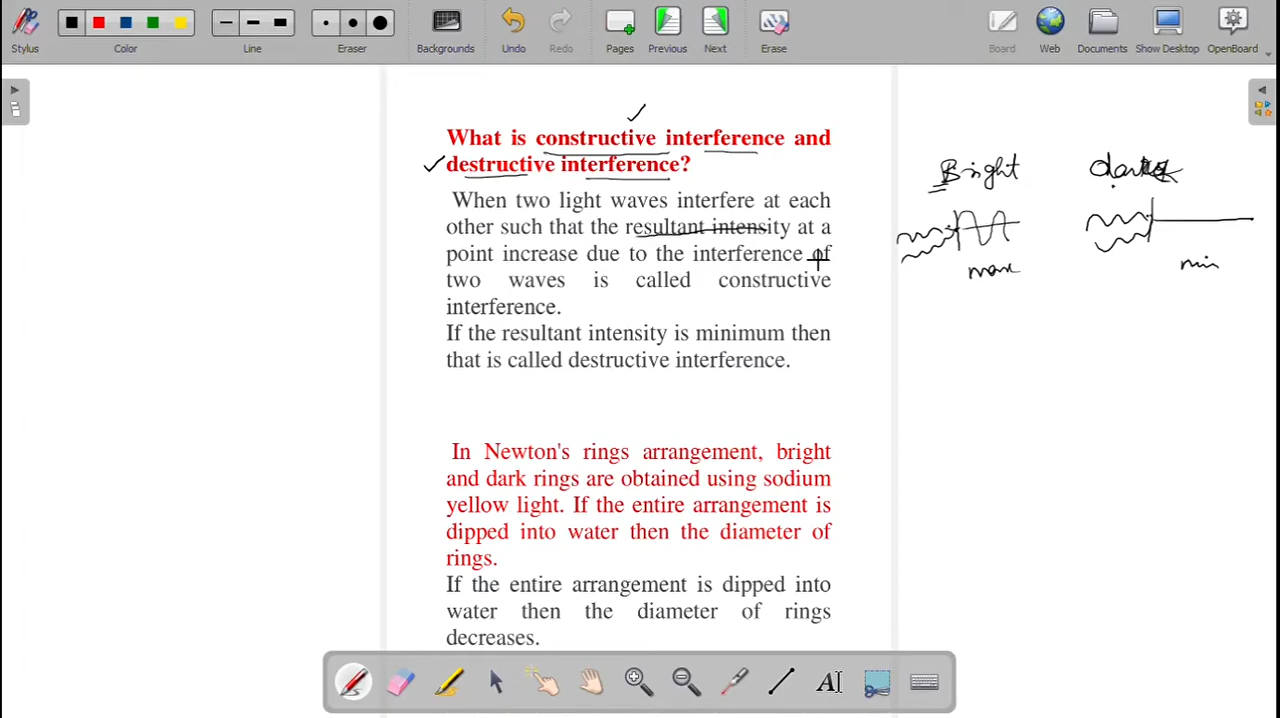 Stylus
Color
Line
Eraser
Backgrounds
Undo
Redo
Pages
Previous
Next
Erase
Board
Web
Documents
Show Desktop
OpenBoard
What is constructive interference and
destructive interference?
When two light waves interfere at each
other such that the resultant intensity at a
point increase due to the interference of
two waves is called constructive
interference.
If the resultant intensity is minimum then
that is called destructive interference.
In Newton's rings arrangement, bright
and dark rings are obtained using sodium
yellow light. If the entire arrangement is
dipped into water then the diameter of
rings.
If the entire arrangement is dipped into
water then the diameter of rings
decreases.
Bright
max
min